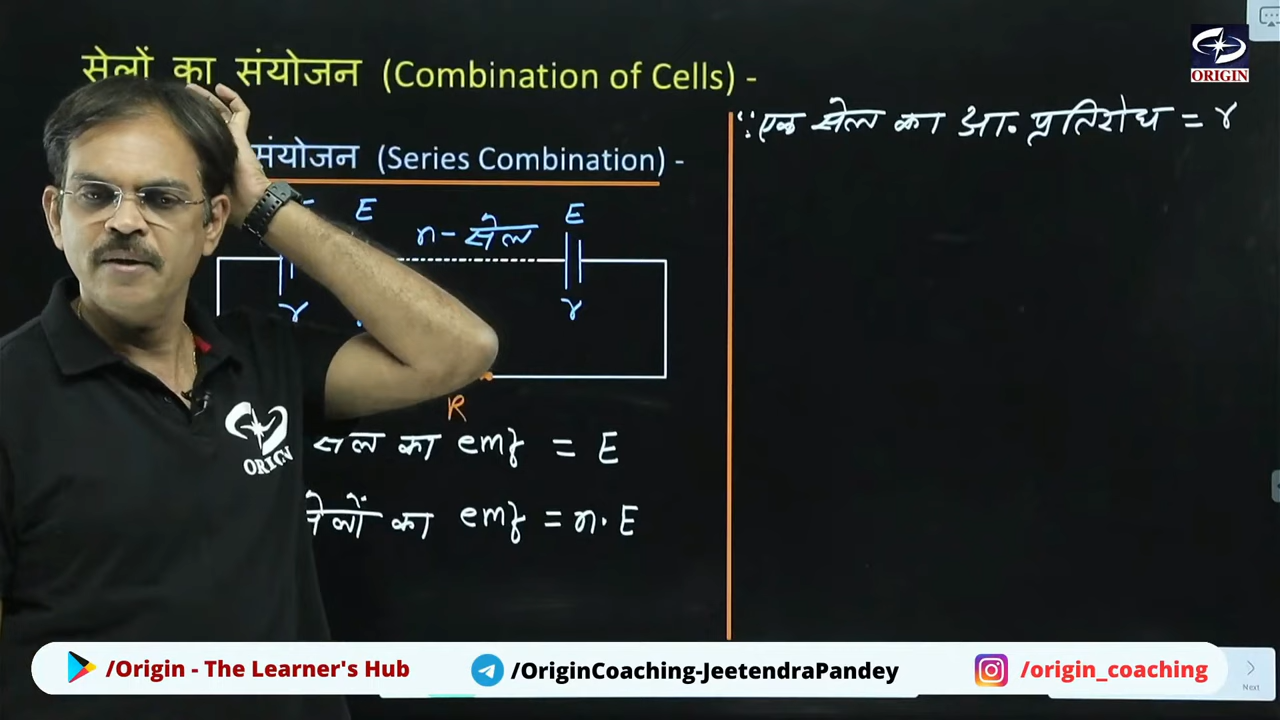 सेलों का संयोजन (Combination of Cells) -
ORIGIN
∵ एक सेल का आ. प्रतिरोध = r
संयोजन (Series Combination) -
E
n- सेल
E
r
r
R
सेल का emf = E
सेलों का emf = n. E
ORIGIN
/Origin - The Learner's Hub
/OriginCoaching-JeetendraPandey
/origin_coaching
Next